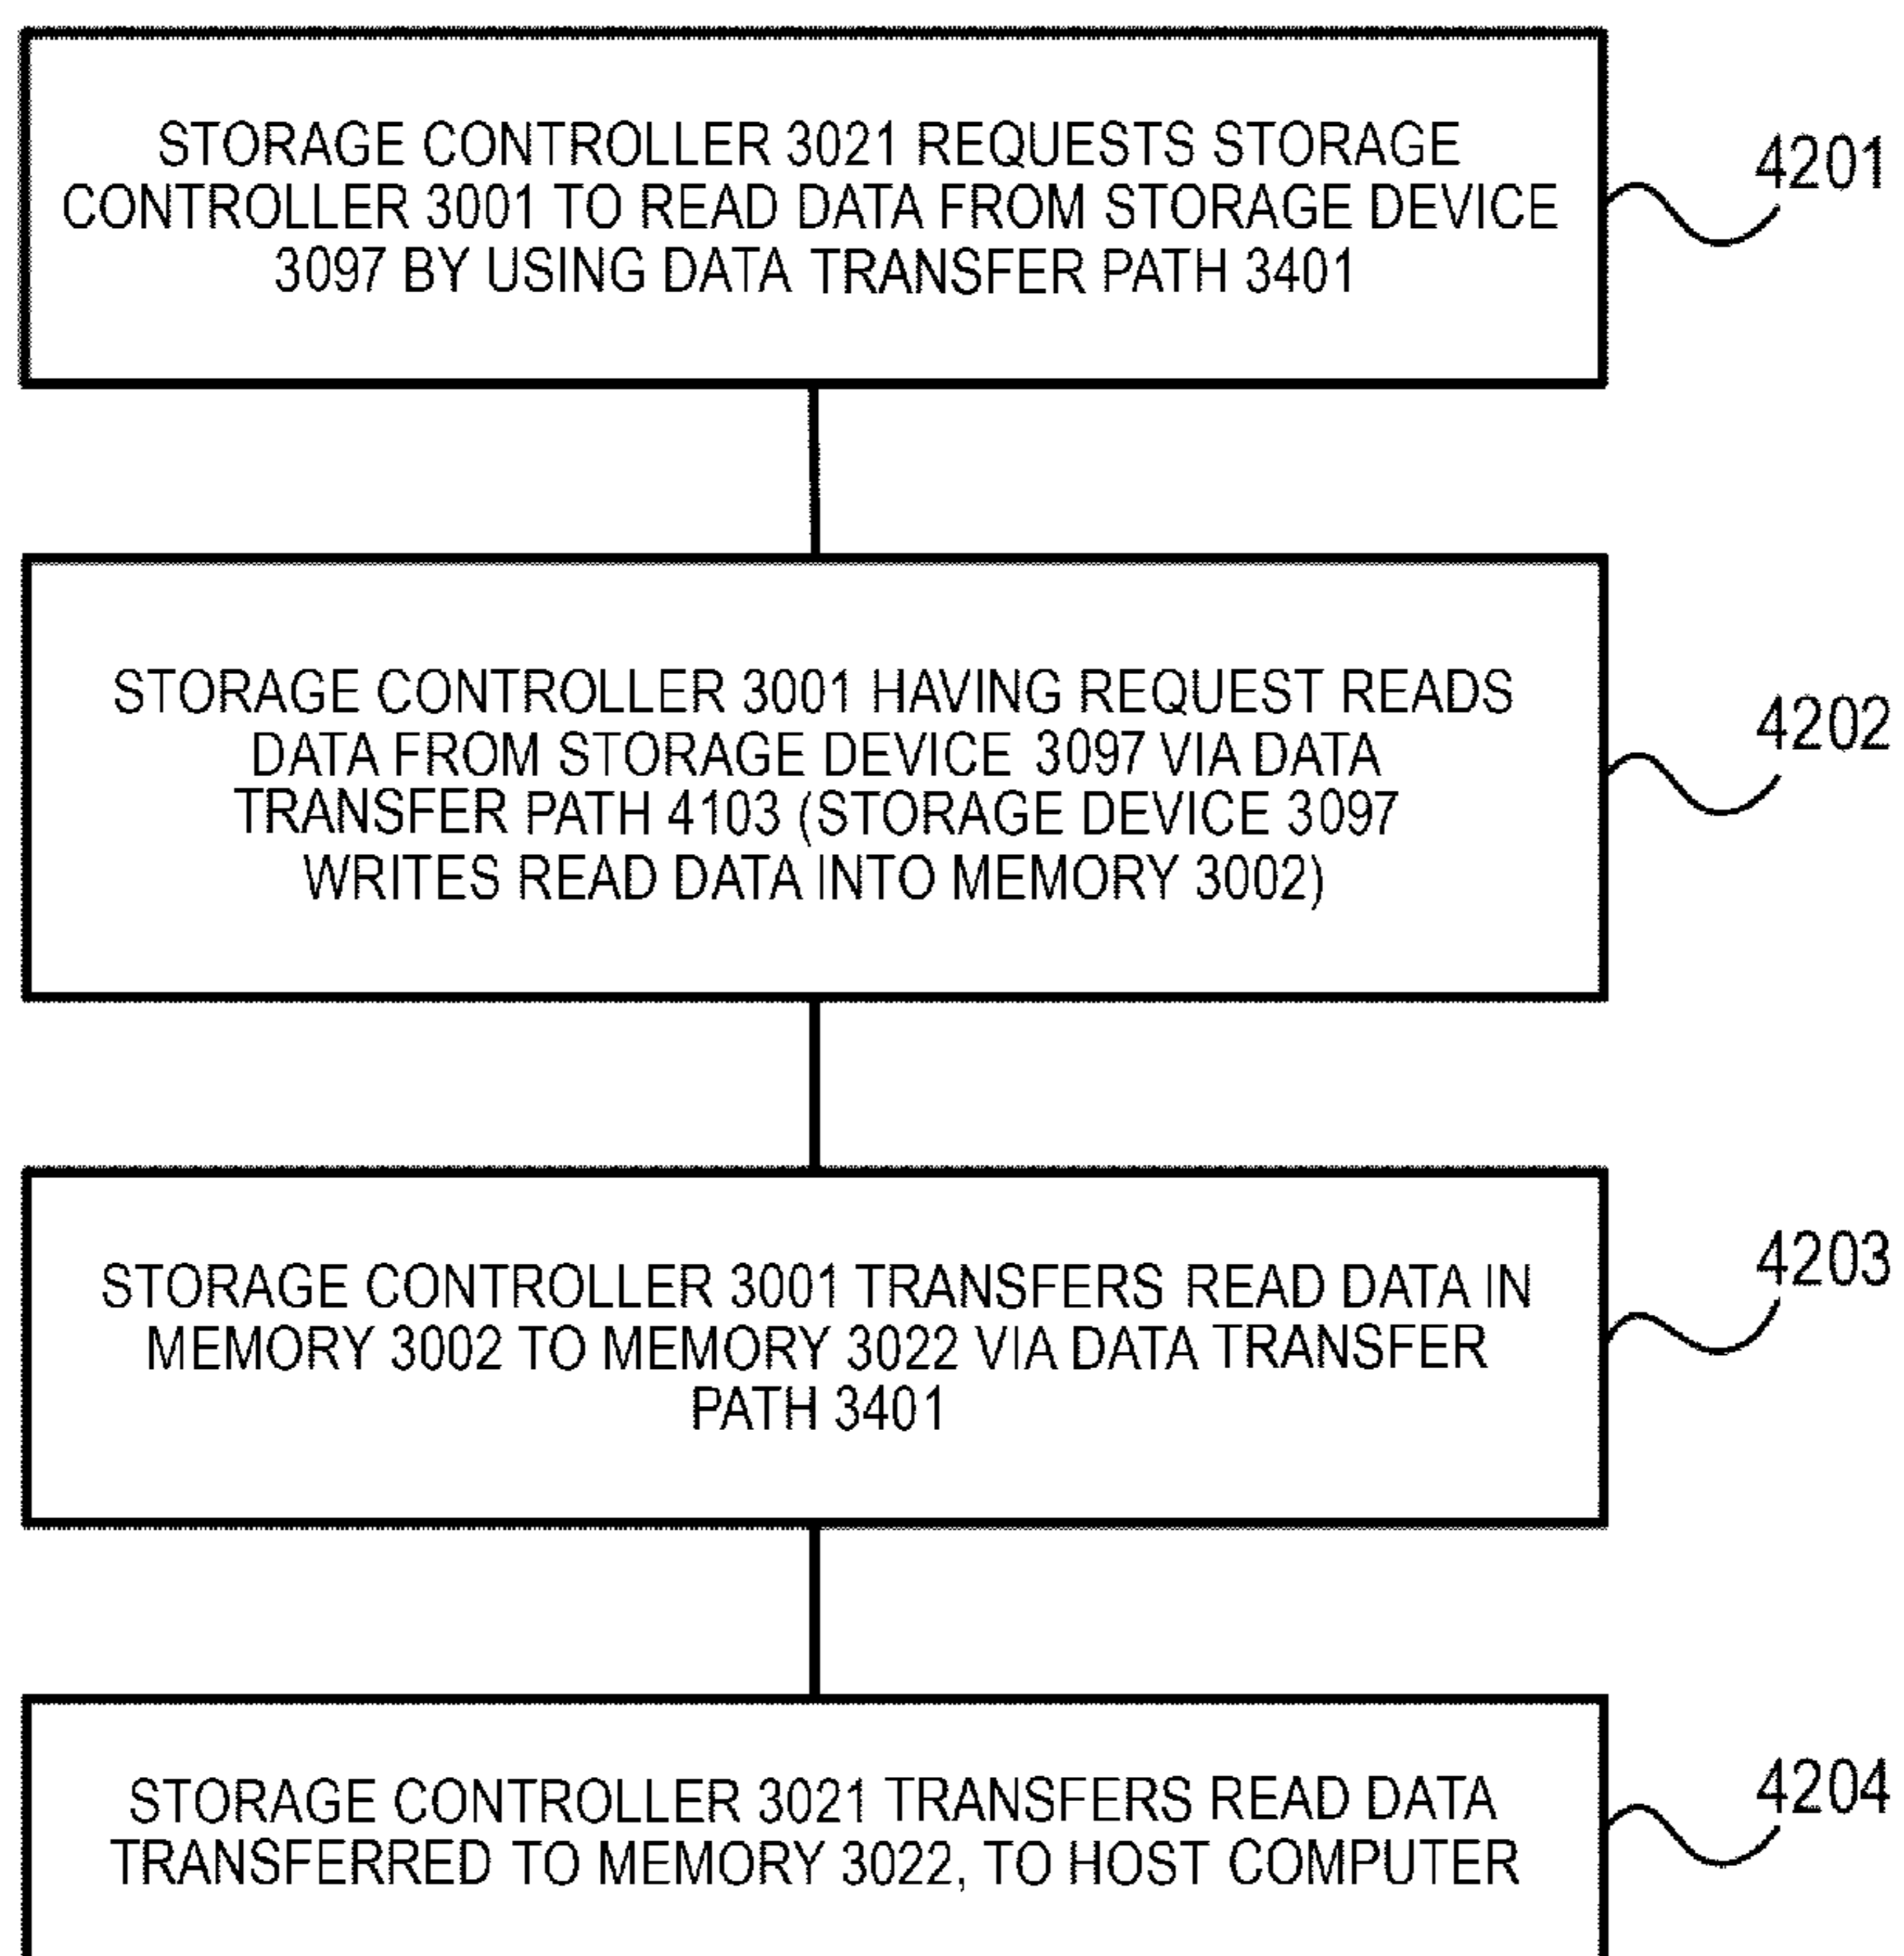 STORAGE CONTROLLER 3021 REQUESTS STORAGE
CONTROLLER 3001 TO READ DATA FROM STORAGE DEVICE
3097 BY USING DATA TRANSFER PATH 3401
4201
STORAGE CONTROLLER 3001 HAVING REQUEST READS
DATA FROM STORAGE DEVICE 3097 VIA DATA
TRANSFER PATH 4103 (STORAGE DEVICE 3097
WRITES READ DATA INTO MEMORY 3002)
4202
STORAGE CONTROLLER 3001 TRANSFERS READ DATA IN
MEMORY 3002 TO MEMORY 3022 VIA DATA TRANSFER
PATH 3401
4203
STORAGE CONTROLLER 3021 TRANSFERS READ DATA
TRANSFERRED TO MEMORY 3022, TO HOST COMPUTER
4204